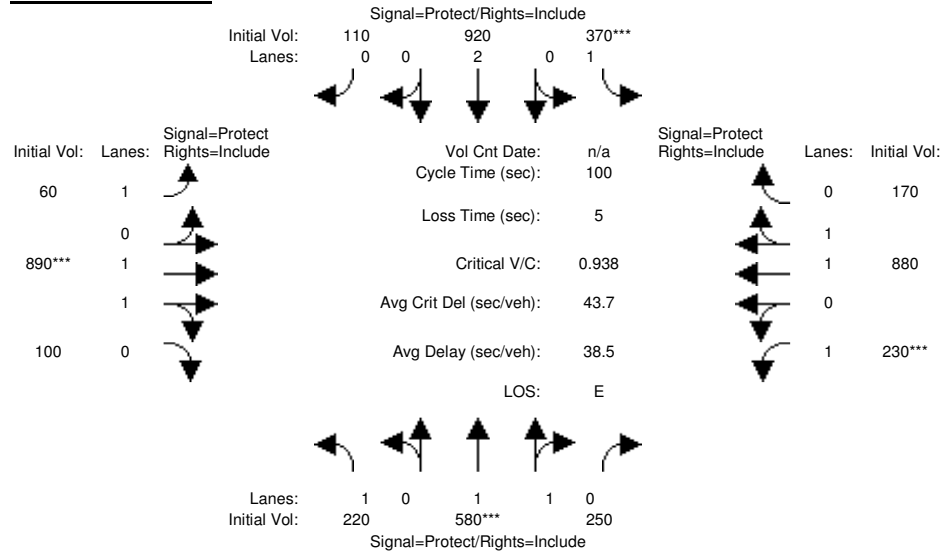 Signal=Protect/Rights=Include
Initial Vol: 110 920 370***
Lanes: 0 0 2 0 1
Signal=Protect Signal=Protect
Initial Vol: Lanes: Rights=Include Vol Cnt Date: n/a Rights=Include Lanes: Initial Vol:
Cycle Time (sec): 100
60 1 0 170
Loss Time (sec): 5
0 1
890*** 1 Critical V/C: 0.938 1 880
1 Avg Crit Del (sec/veh): 43.7 0
100 0 Avg Delay (sec/veh): 38.5 1 230***
LOS: E
Lanes: 1 0 1 1 0
Initial Vol: 220 580*** 250
Signal=Protect/Rights=Include